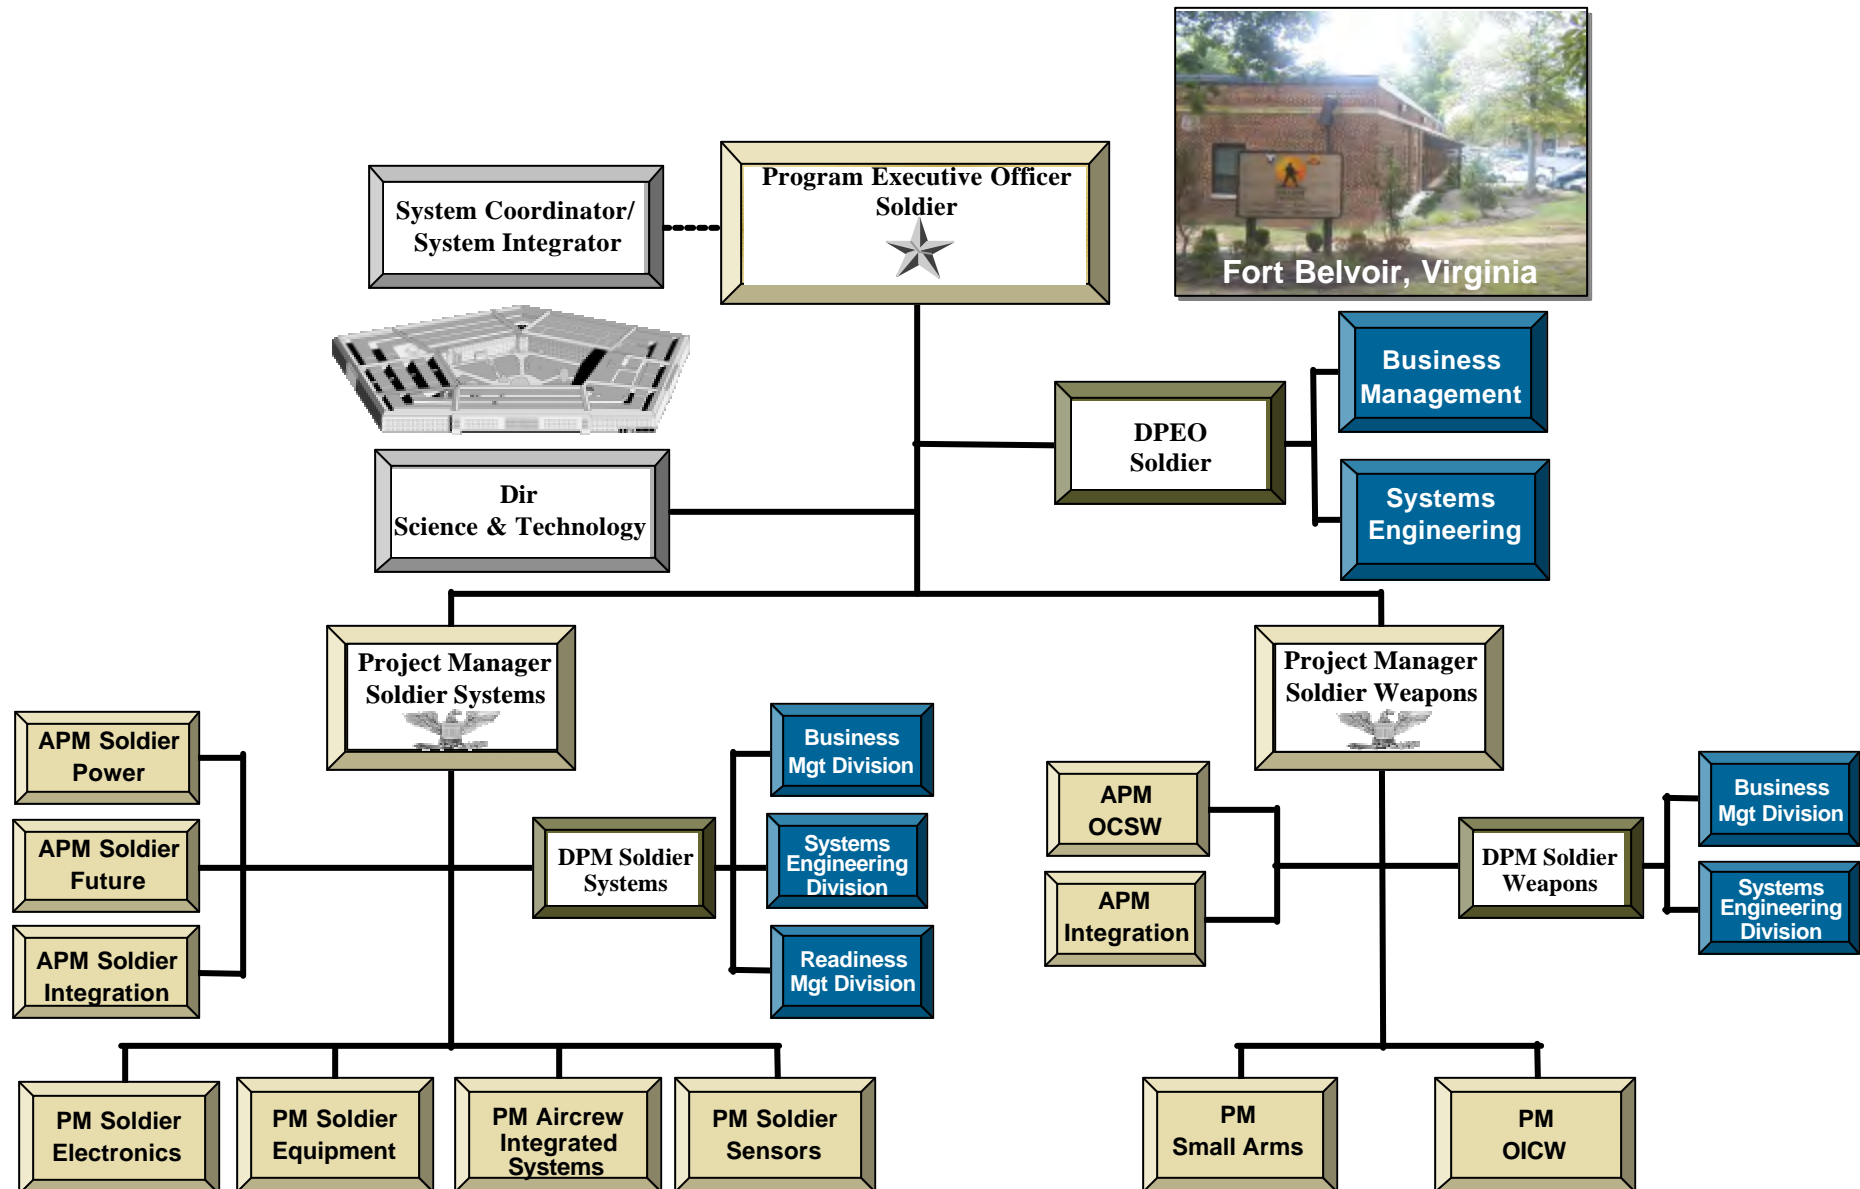 Program Executive Officer
Soldier
System Coordinator/
System Integrator
Fort Belvoir, Virginia
Business
Management
DPEO
Soldier
Systems
Engineering
Dir
Science & Technology
Project Manager
Soldier Systems
Project Manager
Soldier Weapons
APM Soldier
Power
APM Soldier
Future
APM Soldier
Integration
DPM Soldier
Systems
Business
Mgt Division
Systems
Engineering
Division
Readiness
Mgt Division
APM
OCSW
APM
Integration
DPM Soldier
Weapons
Business
Mgt Division
Systems
Engineering
Division
PM Soldier
Electronics
PM Soldier
Equipment
PM Aircrew
Integrated
Systems
PM Soldier
Sensors
PM
Small Arms
PM
OICW